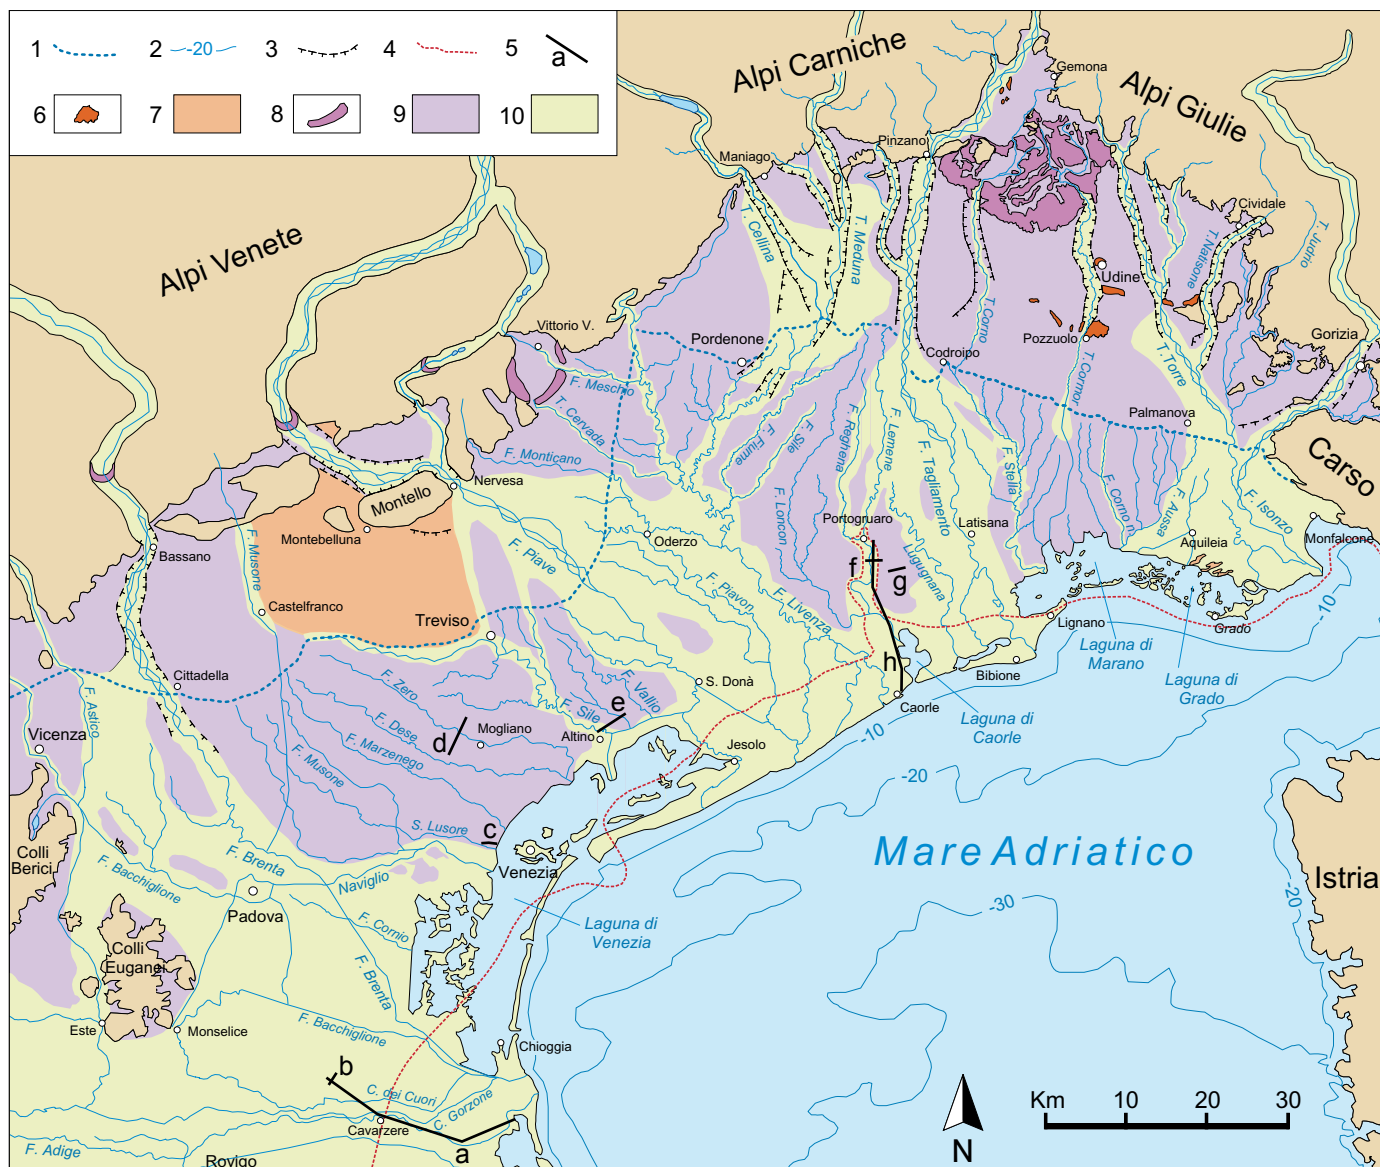 1
2 -20
3
4
5 a
6
7
8
9
10
Alpi Carniche
Gemona
Alpi Giulie
Pinzano
Maniago
Cividale
T. Cellina
T. Meduna
T. Natisone
T. Judrio
Alpi Venete
Udine
T. Corno
Vittorio V.
Pordenone
Codroipo
Pozzuolo
Gorizia
T. Torre
F. Meschio
T. Cormor
T. Cervada
F. Reghena
F. Lemene
Palmanova
F. Sile
F. Fiume
F. Monticano
F. Tagliamento
F. Stella
Carso
Nervesa
Montello
F. Loncon
F. Corno
F. Aussa
F. Isonzo
Portogruaro
Latisana
Montebelluna
Oderzo
Aquileia
Monfalcone
Bassano
F. Musone
F. Piave
f
g
Lugugnana
Castelfranco
F. Piavon
F. Livenza
-10
Treviso
Lignano
Grado
Laguna di
Marano
h
Cittadella
F. Zero
F. Vallio
S. Donà
Bibione
Laguna di
Grado
F. Astico
F. Sile
e
Caorle
Laguna di
Caorle
Vicenza
F. Dese
d
Mogliano
Altino
-10
Jesolo
F. Marzenego
F. Musone
-20
S. Lusore
c
Colli
Berici
F. Brenta
Venezia
Mare Adriatico
F. Bacchiglione
Naviglio
Istria
Padova
-30
-20
F. Cornio
Laguna di
Venezia
Colli
Euganei
F. Brenta
Este
Monselice
F. Bacchiglione
Chioggia
b
C. dei Cuori
C. Gorzone
Km 10 20 30
Cavarzere
F. Adige
a
Rovigo
N